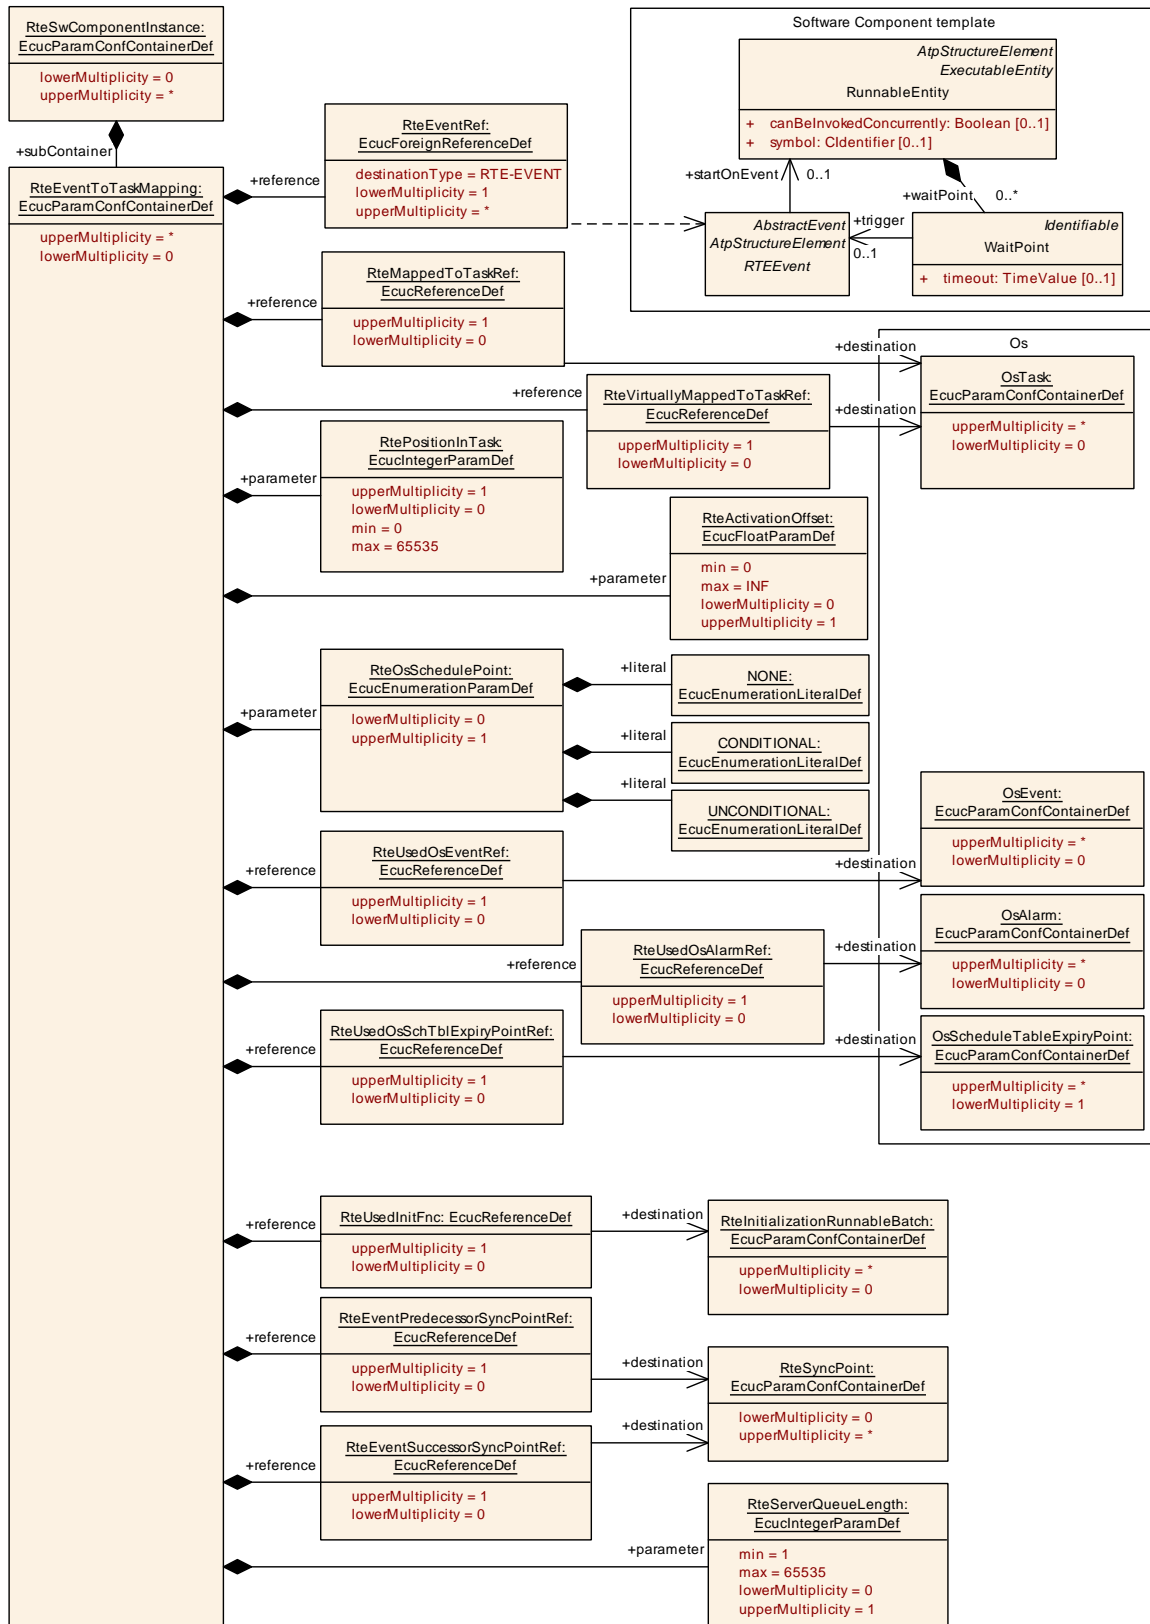 RteSwComponentInstance:
EcucParamConfContainerDef
lowerMultiplicity = 0
upperMultiplicity = *
+subContainer
RteEventToTaskMapping:
EcucParamConfContainerDef
upperMultiplicity = *
lowerMultiplicity = 0
Software Component template
AtpStructureElement
ExecutableEntity
RunnableEntity
+ canBeInvokedConcurrently: Boolean [0..1]
+ symbol: CIdentifier [0..1]
+startOnEvent
0..1
+waitPoint
0..*
AbstractEvent
AtpStructureElement
RTEEvent
+trigger
0..1
Identifiable
WaitPoint
+ timeout: TimeValue [0..1]
+reference
RteEventRef:
EcucForeignReferenceDef
destinationType = RTE-EVENT
lowerMultiplicity = 1
upperMultiplicity = *
+reference
RteMappedToTaskRef:
EcucReferenceDef
upperMultiplicity = 1
lowerMultiplicity = 0
+destination
Os
OsTask:
EcucParamConfContainerDef
upperMultiplicity = *
lowerMultiplicity = 0
+reference
RteVirtuallyMappedToTaskRef:
EcucReferenceDef
upperMultiplicity = 1
lowerMultiplicity = 0
+destination
+parameter
RtePositionInTask:
EcucIntegerParamDef
upperMultiplicity = 1
lowerMultiplicity = 0
min = 0
max = 65535
+parameter
RteActivationOffset:
EcucFloatParamDef
min = 0
max = INF
lowerMultiplicity = 0
upperMultiplicity = 1
+parameter
RteOsSchedulePoint:
EcucEnumerationParamDef
lowerMultiplicity = 0
upperMultiplicity = 1
+literal
NONE:
EcucEnumerationLiteralDef
+literal
CONDITIONAL:
EcucEnumerationLiteralDef
+literal
UNCONDITIONAL:
EcucEnumerationLiteralDef
+reference
RteUsedOsEventRef:
EcucReferenceDef
upperMultiplicity = 1
lowerMultiplicity = 0
+destination
OsEvent:
EcucParamConfContainerDef
upperMultiplicity = *
lowerMultiplicity = 0
+reference
RteUsedOsAlarmRef:
EcucReferenceDef
upperMultiplicity = 1
lowerMultiplicity = 0
+destination
OsAlarm:
EcucParamConfContainerDef
upperMultiplicity = *
lowerMultiplicity = 0
+reference
RteUsedOsSchTblExpiryPointRef:
EcucReferenceDef
upperMultiplicity = 1
lowerMultiplicity = 0
+destination
OsScheduleTableExpiryPoint:
EcucParamConfContainerDef
upperMultiplicity = *
lowerMultiplicity = 1
+reference
RteUsedInitFnc: EcucReferenceDef
upperMultiplicity = 1
lowerMultiplicity = 0
+destination
RteInitializationRunnableBatch:
EcucParamConfContainerDef
upperMultiplicity = *
lowerMultiplicity = 0
+reference
RteEventPredecessorSyncPointRef:
EcucReferenceDef
upperMultiplicity = 1
lowerMultiplicity = 0
+destination
RteSyncPoint:
EcucParamConfContainerDef
lowerMultiplicity = 0
upperMultiplicity = *
+reference
RteEventSuccessorSyncPointRef:
EcucReferenceDef
upperMultiplicity = 1
lowerMultiplicity = 0
+destination
+parameter
RteServerQueueLength:
EcucIntegerParamDef
min = 1
max = 65535
lowerMultiplicity = 0
upperMultiplicity = 1